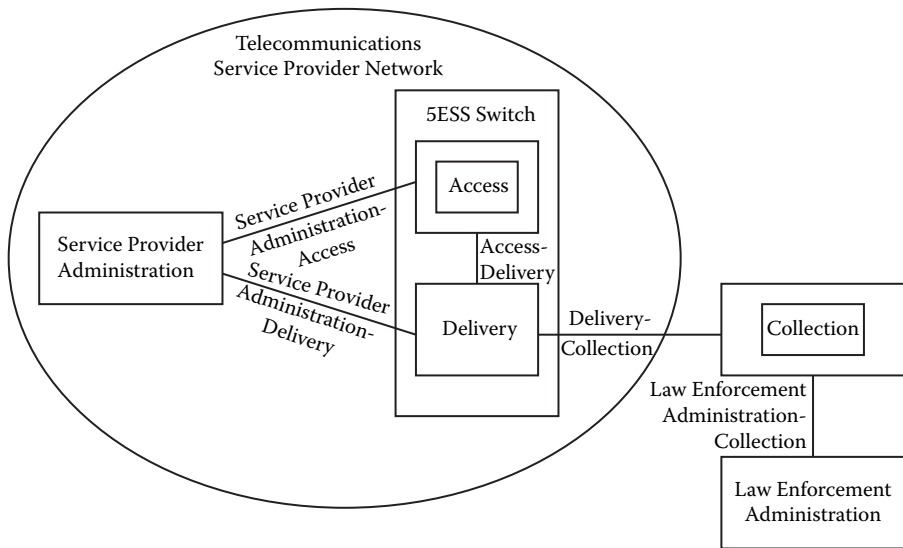 Telecommunications
Service Provider Network
5ESS Switch
Access
Service Provider
Administration-
Access
Service Provider
Administration
Access-
Delivery
Service Provider
Administration-
Delivery
Delivery
Delivery-
Collection
Collection
Law Enforcement
Administration-
Collection
Law Enforcement
Administration